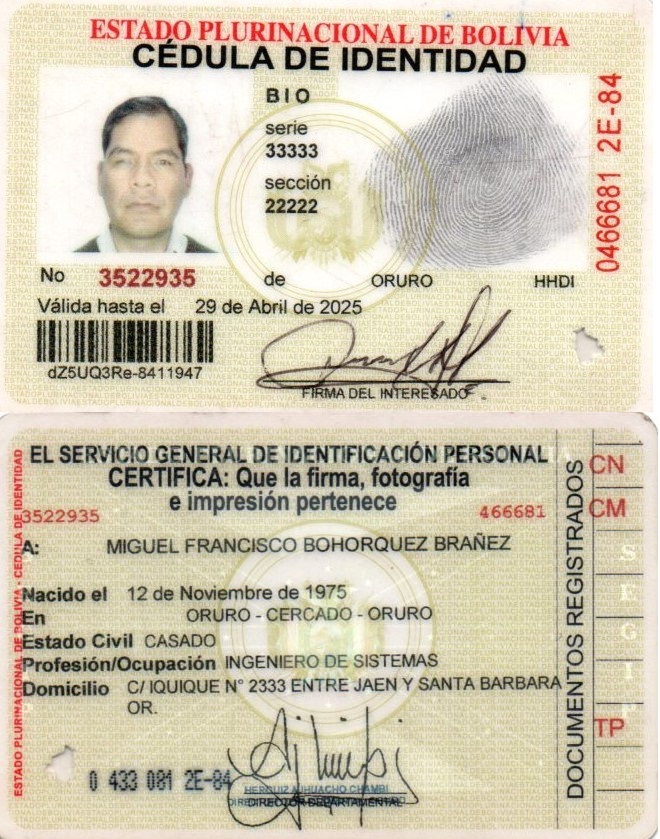 ESTADO PLURINACIONAL DE BOLIVIA
CÉDULA DE IDENTIDAD
BIO
serie
33333
sección
22222
0466681 2E-84
No 3522935 de ORURO HHDI
Válida hasta el 29 de Abril de 2025
dZ5UQ3Re-8411947
FIRMA DEL INTERESADO
EL SERVICIO GENERAL DE IDENTIFICACIÓN PERSONAL
CERTIFICA: Que la firma, fotografía
e impresión pertenece
3522935 466681
A: MIGUEL FRANCISCO BOHORQUEZ BRAÑEZ
Nacido el 12 de Noviembre de 1975
En ORURO - CERCADO - ORURO
Estado Civil CASADO
Profesión/Ocupación INGENIERO DE SISTEMAS
Domicilio C/ IQUIQUE N° 2333 ENTRE JAEN Y SANTA BARBARA
OR.
0 433 081 2E-84
HERGUIZ AJHUACHO CHAMBI
DIRECTOR DEPARTAMENTAL
ESTADO PLURINACIONAL DE BOLIVIA - CEDULA DE IDENTIDAD
DOCUMENTOS REGISTRADOS
CN
CM
SEGIP
TP